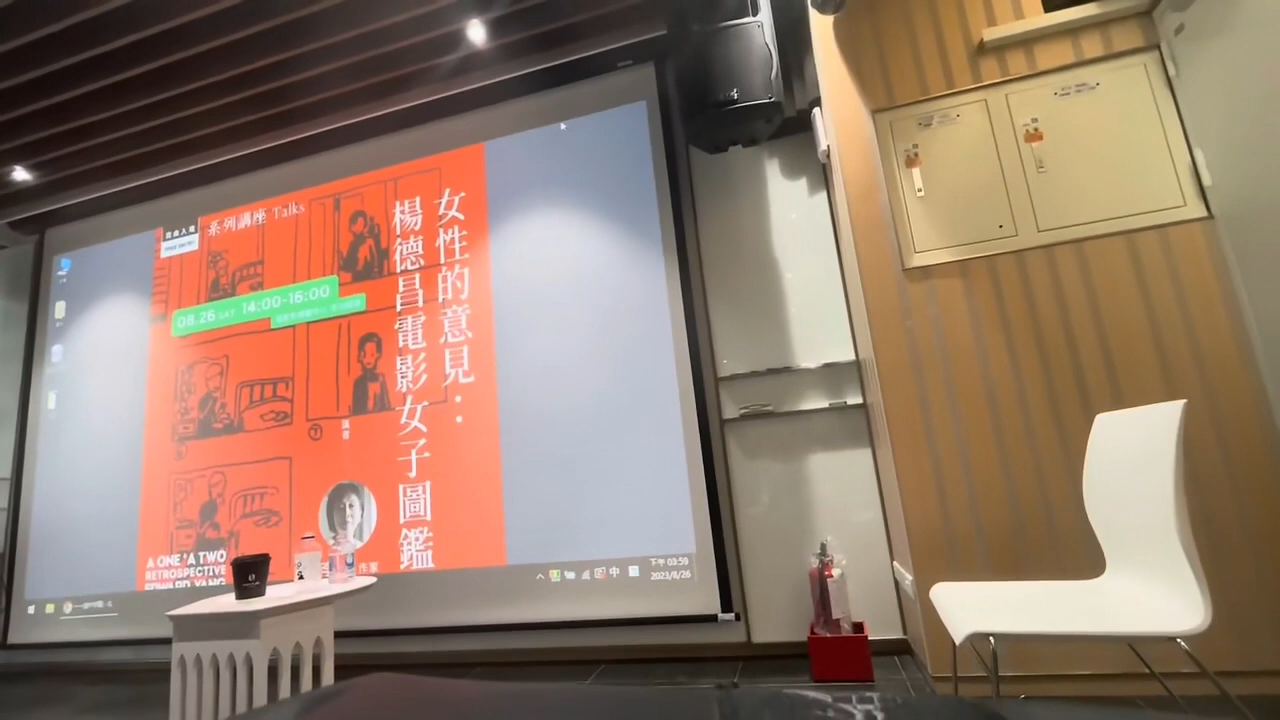 系列講座 Talks
女性的意見：
楊德昌電影女子圖鑑
08.26 SAT 14:00-16:00
講者
作家
A ONE 'A TWO
RETROSPECTIVE
EDWARD YANG
中
下午 03:59
2023/8/26